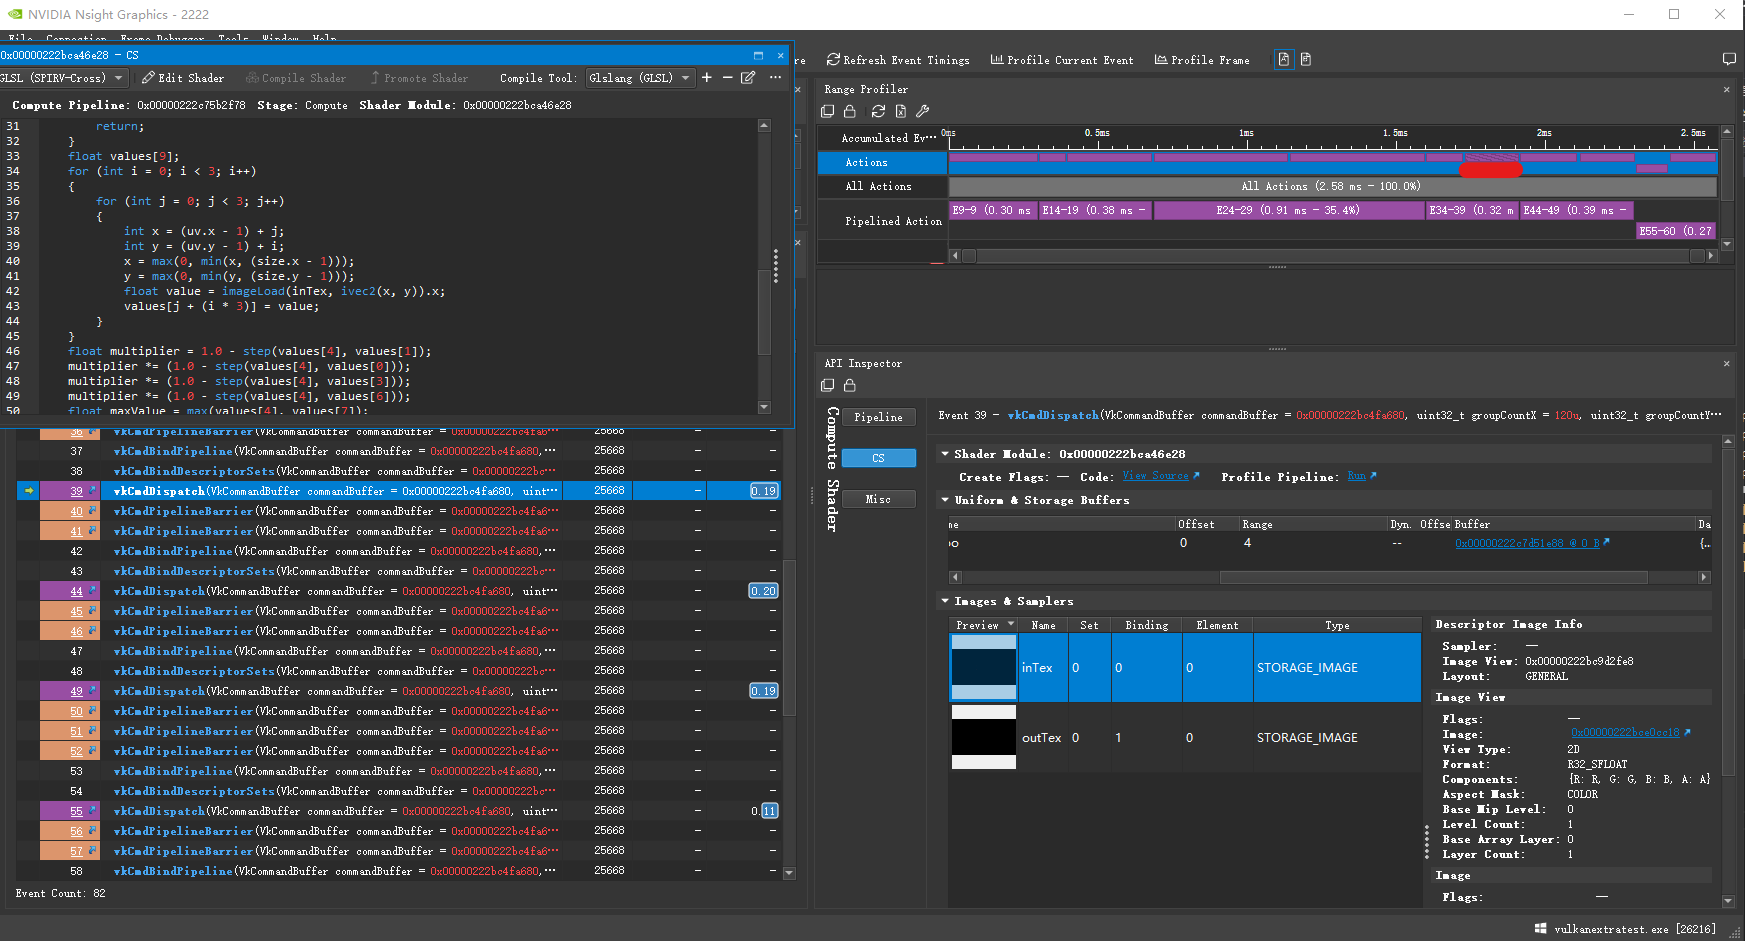 NVIDIA Nsight Graphics - 2222
File Connection Frame Debugger Tools Window Help
0x00000222bca46e28 - CS
GLSL (SPIRV-Cross) Edit Shader Compile Shader Promote Shader Compile Tool: Glslang (GLSL)
Compute Pipeline: 0x00000222c75b2f78 Stage: Compute Shader Module: 0x00000222bca46e28
31 return;
32 }
33 float values[9];
34 for (int i = 0; i < 3; i++)
35 {
36 for (int j = 0; j < 3; j++)
37 {
38 int x = (uv.x - 1) + j;
39 int y = (uv.y - 1) + i;
40 x = max(0, min(x, (size.x - 1)));
41 y = max(0, min(y, (size.y - 1)));
42 float value = imageLoad(inTex, ivec2(x, y)).x;
43 values[j + (i * 3)] = value;
44 }
45 }
46 float multiplier = 1.0 - step(values[4], values[1]);
47 multiplier *= (1.0 - step(values[4], values[0]));
48 multiplier *= (1.0 - step(values[4], values[3]));
49 multiplier *= (1.0 - step(values[4], values[6]));
50 float maxValue = max(values[4], values[7]);
36 vkCmdPipelineBarrier(VkCommandBuffer commandBuffer = 0x00000222bc4fa6··· 25668 - -
37 vkCmdBindPipeline(VkCommandBuffer commandBuffer = 0x00000222bc4fa680,··· 25668 - -
38 vkCmdBindDescriptorSets(VkCommandBuffer commandBuffer = 0x00000222bc··· 25668 - -
39 vkCmdDispatch(VkCommandBuffer commandBuffer = 0x00000222bc4fa680, uint··· 25668 - 0.19
40 vkCmdPipelineBarrier(VkCommandBuffer commandBuffer = 0x00000222bc4fa6··· 25668 - -
41 vkCmdPipelineBarrier(VkCommandBuffer commandBuffer = 0x00000222bc4fa6··· 25668 - -
42 vkCmdBindPipeline(VkCommandBuffer commandBuffer = 0x00000222bc4fa680,··· 25668 - -
43 vkCmdBindDescriptorSets(VkCommandBuffer commandBuffer = 0x00000222bc··· 25668 - -
44 vkCmdDispatch(VkCommandBuffer commandBuffer = 0x00000222bc4fa680, uint··· 25668 - 0.20
45 vkCmdPipelineBarrier(VkCommandBuffer commandBuffer = 0x00000222bc4fa6··· 25668 - -
46 vkCmdPipelineBarrier(VkCommandBuffer commandBuffer = 0x00000222bc4fa6··· 25668 - -
47 vkCmdBindPipeline(VkCommandBuffer commandBuffer = 0x00000222bc4fa680,··· 25668 - -
48 vkCmdBindDescriptorSets(VkCommandBuffer commandBuffer = 0x00000222bc··· 25668 - -
49 vkCmdDispatch(VkCommandBuffer commandBuffer = 0x00000222bc4fa680, uint··· 25668 - 0.19
50 vkCmdPipelineBarrier(VkCommandBuffer commandBuffer = 0x00000222bc4fa6··· 25668 - -
51 vkCmdPipelineBarrier(VkCommandBuffer commandBuffer = 0x00000222bc4fa6··· 25668 - -
52 vkCmdPipelineBarrier(VkCommandBuffer commandBuffer = 0x00000222bc4fa6··· 25668 - -
53 vkCmdBindPipeline(VkCommandBuffer commandBuffer = 0x00000222bc4fa680,··· 25668 - -
54 vkCmdBindDescriptorSets(VkCommandBuffer commandBuffer = 0x00000222bc··· 25668 - -
55 vkCmdDispatch(VkCommandBuffer commandBuffer = 0x00000222bc4fa680, uint··· 25668 - 0.11
56 vkCmdPipelineBarrier(VkCommandBuffer commandBuffer = 0x00000222bc4fa6··· 25668 - -
57 vkCmdPipelineBarrier(VkCommandBuffer commandBuffer = 0x00000222bc4fa6··· 25668 - -
58 vkCmdBindPipeline(VkCommandBuffer commandBuffer = 0x00000222bc4fa680,··· 25668 - -
Event Count: 82
re Refresh Event Timings Profile Current Event Profile Frame
Range Profiler
Accumulated Ev··· 0ms 0.5ms 1ms 1.5ms 2ms 2.5ms
Actions
All Actions All Actions (2.58 ms - 100.0%)
Pipelined Action E9-9 (0.30 ms E14-19 (0.38 ms - E24-29 (0.91 ms - 35.4%) E34-39 (0.32 m E44-49 (0.39 ms -
E55-60 (0.27
API Inspector
Compute Shader
Pipeline
CS
Misc
Event 39 - vkCmdDispatch(VkCommandBuffer commandBuffer = 0x00000222bc4fa680, uint32_t groupCountX = 120u, uint32_t groupCountY···
Shader Module: 0x00000222bca46e28
Create Flags: — Code: View Source Profile Pipeline: Run
Uniform & Storage Buffers
me Offset Range Dyn. Offse Buffer Da
oo 0 4 -- 0x00000222c7d51e88 @ 0 B {..
Images & Samplers
Preview Name Set Binding Element Type
inTex 0 0 0 STORAGE_IMAGE
outTex 0 1 0 STORAGE_IMAGE
Descriptor Image Info
Sampler: —
Image View: 0x00000222bc9d2fe8
Layout: GENERAL
Image View
Flags: —
Image: 0x00000222bce0cc18
View Type: 2D
Format: R32_SFLOAT
Components: {R: R, G: G, B: B, A: A}
Aspect Mask: COLOR
Base Mip Level: 0
Level Count: 1
Base Array Layer: 0
Layer Count: 1
Image
Flags: —
vulkanextratest.exe [26216]